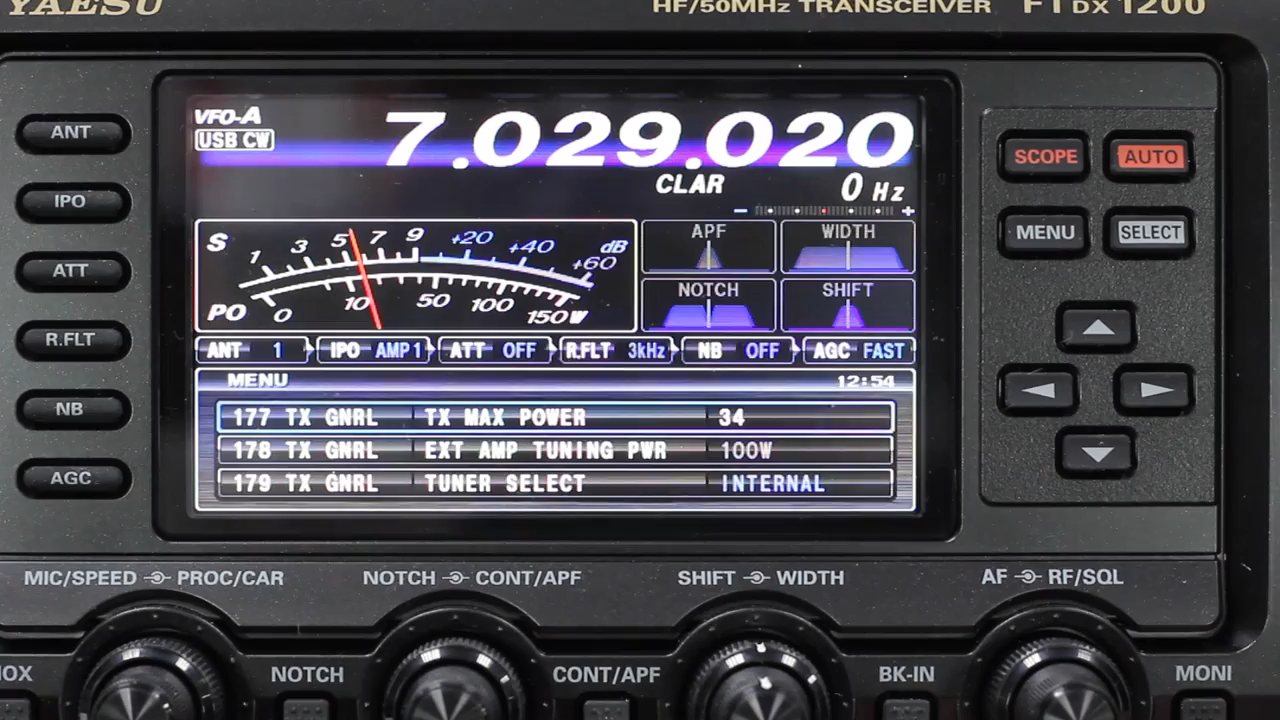 YAESU HF/50MHz TRANSCEIVER FTDX 1200
ANT
IPO
ATT
R.FLT
NB
AGC
VFO-A
USB CW
7.029.020
CLAR 0 Hz
- +
S 1 3 5 7 9 +20 +40 +60 dB
PO 0 10 50 100 150W
APF WIDTH
NOTCH SHIFT
ANT 1 IPO AMP1 ATT OFF R.FLT 3kHz NB OFF AGC FAST
MENU 12:54
177 TX GNRL TX MAX POWER 34
178 TX GNRL EXT AMP TUNING PWR 100W
179 TX GNRL TUNER SELECT INTERNAL
SCOPE AUTO
MENU SELECT
MIC/SPEED PROC/CAR NOTCH CONT/APF SHIFT WIDTH AF RF/SQL
NOTCH CONT/APF BK-IN MONI